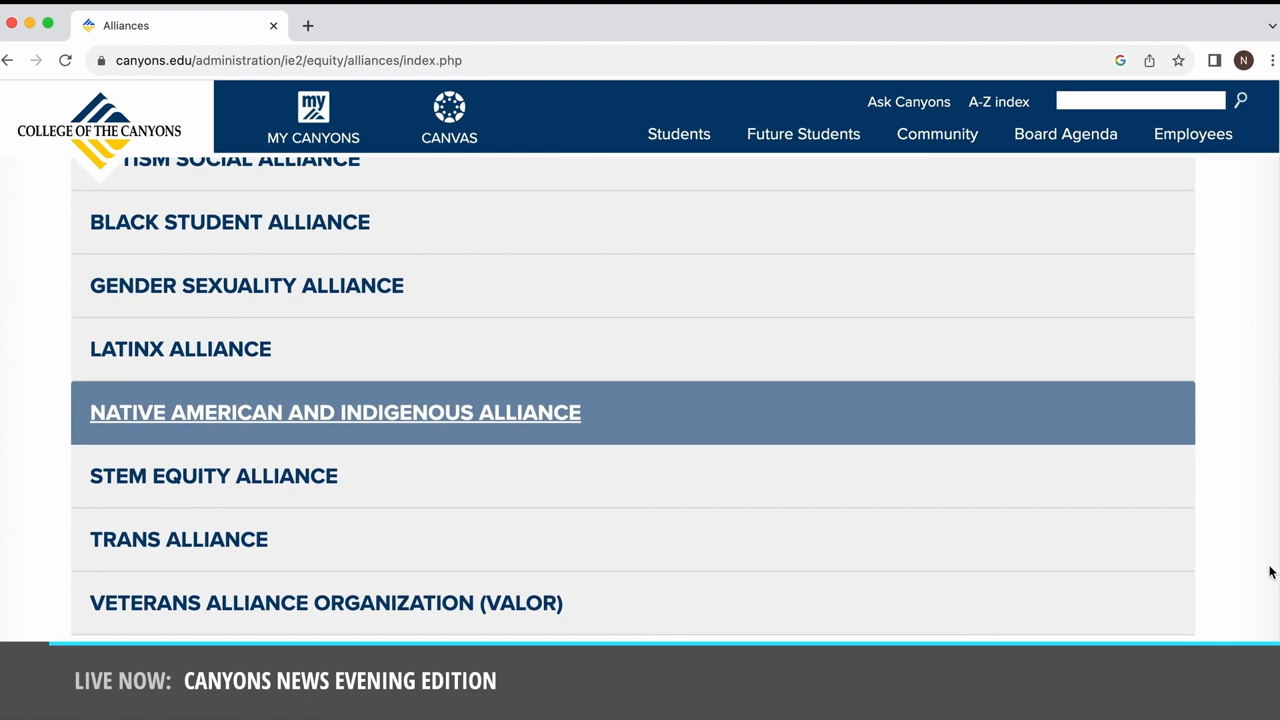 Alliances
canyons.edu/administration/ie2/equity/alliances/index.php
N
my
COLLEGE OF THE CANYONS
MY CANYONS
CANVAS
Ask Canyons
A-Z index
Students
Future Students
Community
Board Agenda
Employees
SOCIAL ALLIANCE
BLACK STUDENT ALLIANCE
GENDER SEXUALITY ALLIANCE
LATINX ALLIANCE
NATIVE AMERICAN AND INDIGENOUS ALLIANCE
STEM EQUITY ALLIANCE
TRANS ALLIANCE
VETERANS ALLIANCE ORGANIZATION (VALOR)
LIVE NOW: CANYONS NEWS EVENING EDITION